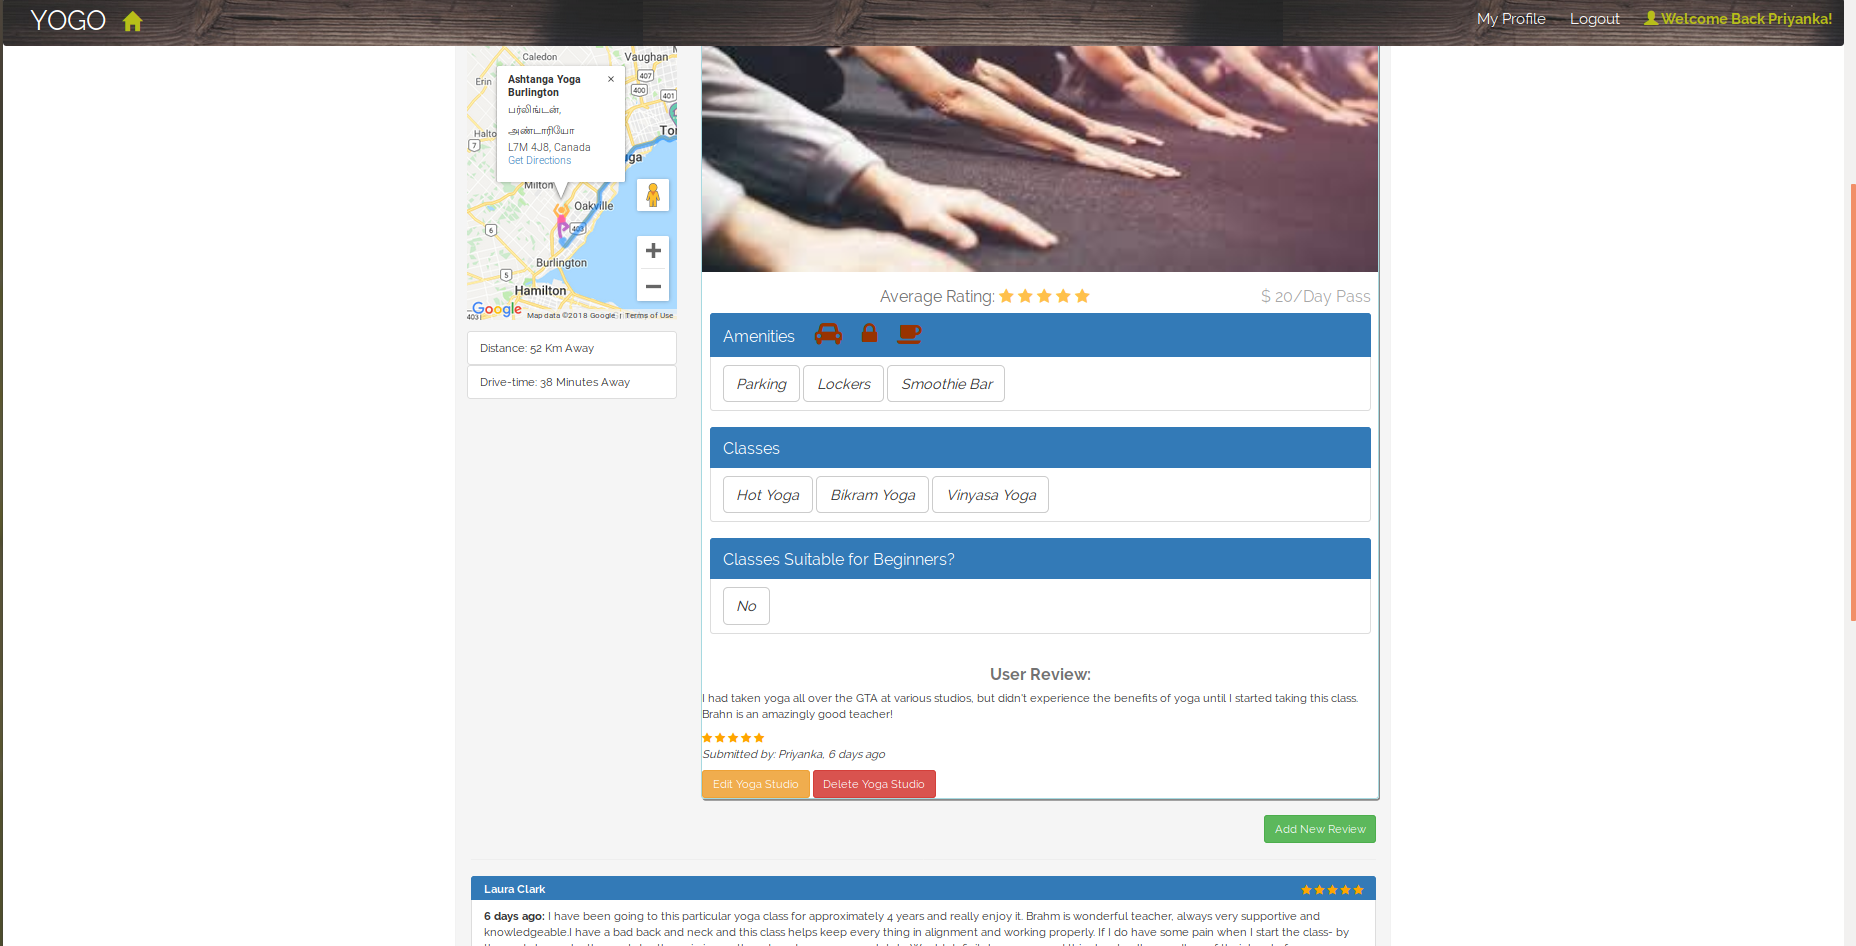 YOGO
My Profile
Logout
Welcome Back Priyanka!
Caledon
Vaughan
Erin
407
400
401
Halto
7
Ashtanga Yoga
Burlington
பர்லிங்டன்,
அண்டாரியோ
L7M 4J8, Canada
Get Directions
×
Tor
uga
Milton
Oakville
6
403
Burlington
5
Hamilton
Google
403
Map data ©2018 Google
Terms of Use
Distance: 52 Km Away
Drive-time: 38 Minutes Away
Average Rating:
$ 20/Day Pass
Amenities
Parking
Lockers
Smoothie Bar
Classes
Hot Yoga
Bikram Yoga
Vinyasa Yoga
Classes Suitable for Beginners?
No
User Review:
I had taken yoga all over the GTA at various studios, but didn't experience the benefits of yoga until I started taking this class.
Brahn is an amazingly good teacher!
Submitted by: Priyanka, 6 days ago
Edit Yoga Studio
Delete Yoga Studio
Add New Review
Laura Clark
6 days ago: I have been going to this particular yoga class for approximately 4 years and really enjoy it. Brahm is wonderful teacher, always very supportive and
knowledgeable.I have a bad back and neck and this class helps keep every thing in alignment and working properly. If I do have some pain when I start the class- by